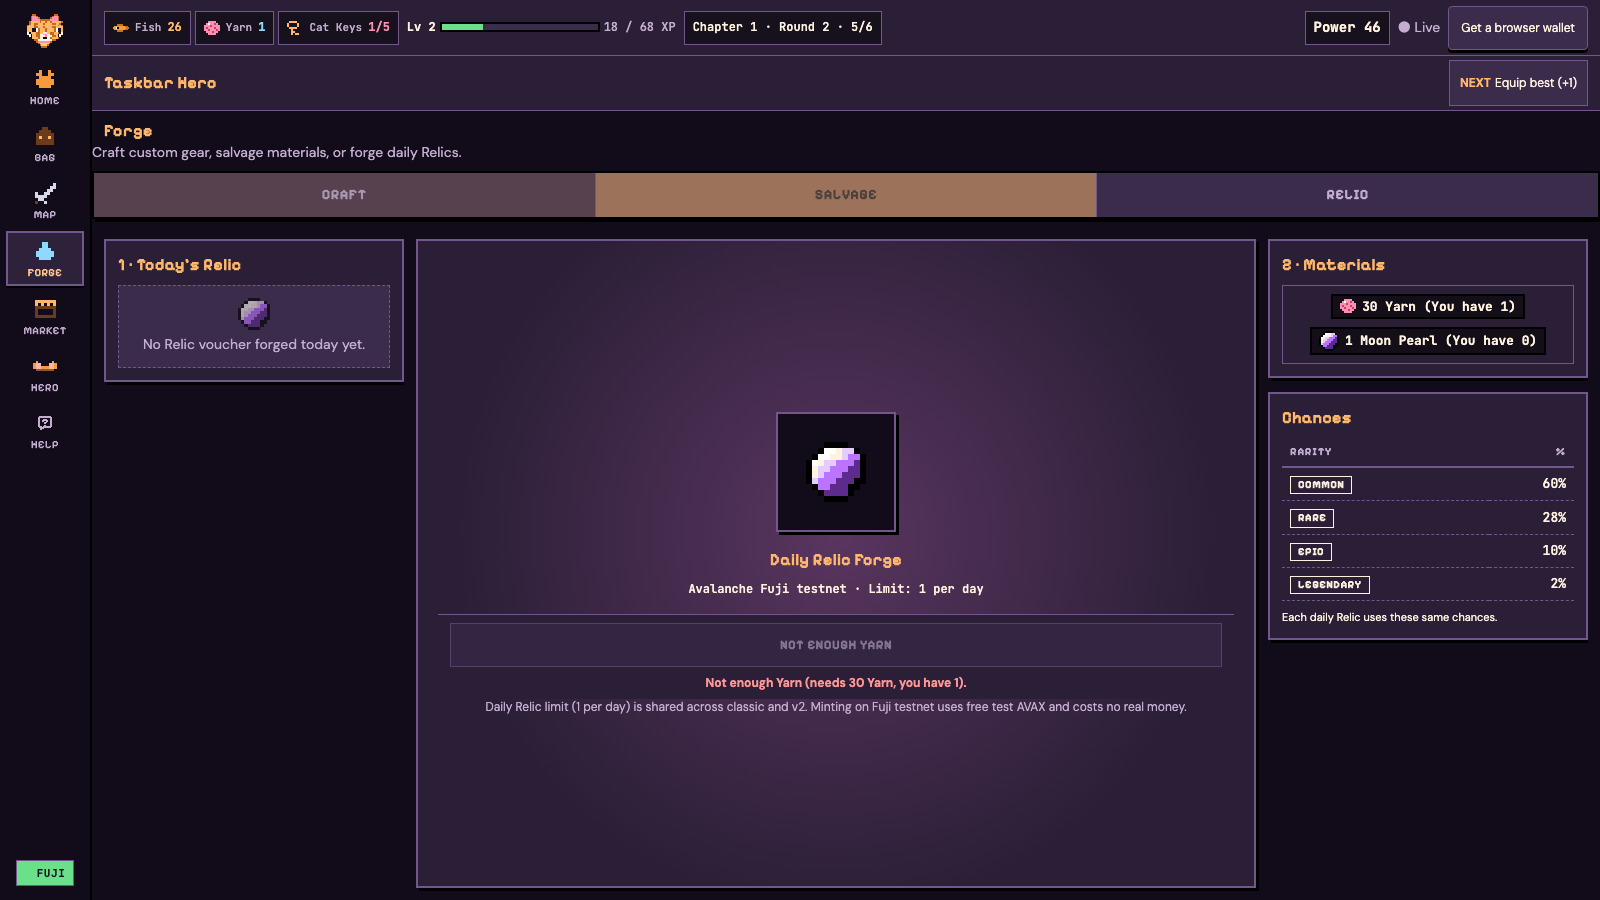 Fish 26
Yarn 1
Cat Keys 1/5
Lv 2
18 / 68 XP
Chapter 1 · Round 2 · 5/6
Power 46
Live
Get a browser wallet
HOME
BAG
MAP
FORGE
MARKET
HERO
HELP
FUJI
Taskbar Hero
NEXT Equip best (+1)
Forge
Craft custom gear, salvage materials, or forge daily Relics.
CRAFT
SALVAGE
RELIC
1 · Today's Relic
No Relic voucher forged today yet.
Daily Relic Forge
Avalanche Fuji testnet · Limit: 1 per day
NOT ENOUGH YARN
Not enough Yarn (needs 30 Yarn, you have 1).
Daily Relic limit (1 per day) is shared across classic and v2. Minting on Fuji testnet uses free test AVAX and costs no real money.
2 · Materials
30 Yarn (You have 1)
1 Moon Pearl (You have 0)
Chances
RARITY %
COMMON 60%
RARE 28%
EPIC 10%
LEGENDARY 2%
Each daily Relic uses these same chances.